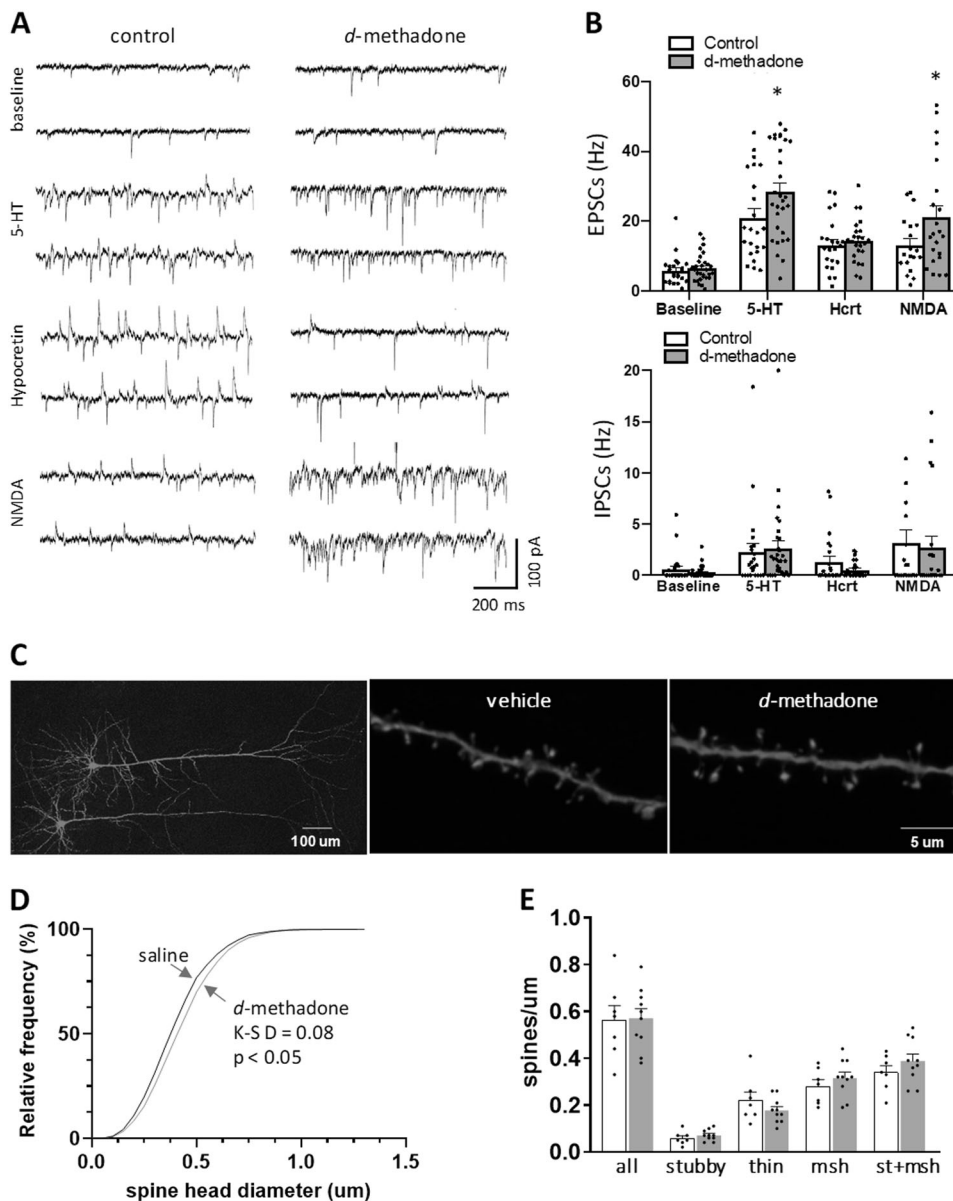 A
control
d-methadone
baseline
5-HT
Hypocretin
NMDA
100 pA
200 ms
B
Control
d-methadone
EPSCs (Hz)
60
40
20
0
*
*
Baseline 5-HT Hcrt NMDA
Control
d-methadone
IPSCs (Hz)
20
15
10
5
0
Baseline 5-HT Hcrt NMDA
C
100 um
vehicle
d-methadone
5 um
D
Relative frequency (%)
100
50
0
saline
d-methadone
K-S D = 0.08
p < 0.05
0.0 0.5 1.0 1.5
spine head diameter (um)
E
spines/um
1.0
0.8
0.6
0.4
0.2
0.0
all stubby thin msh st+msh